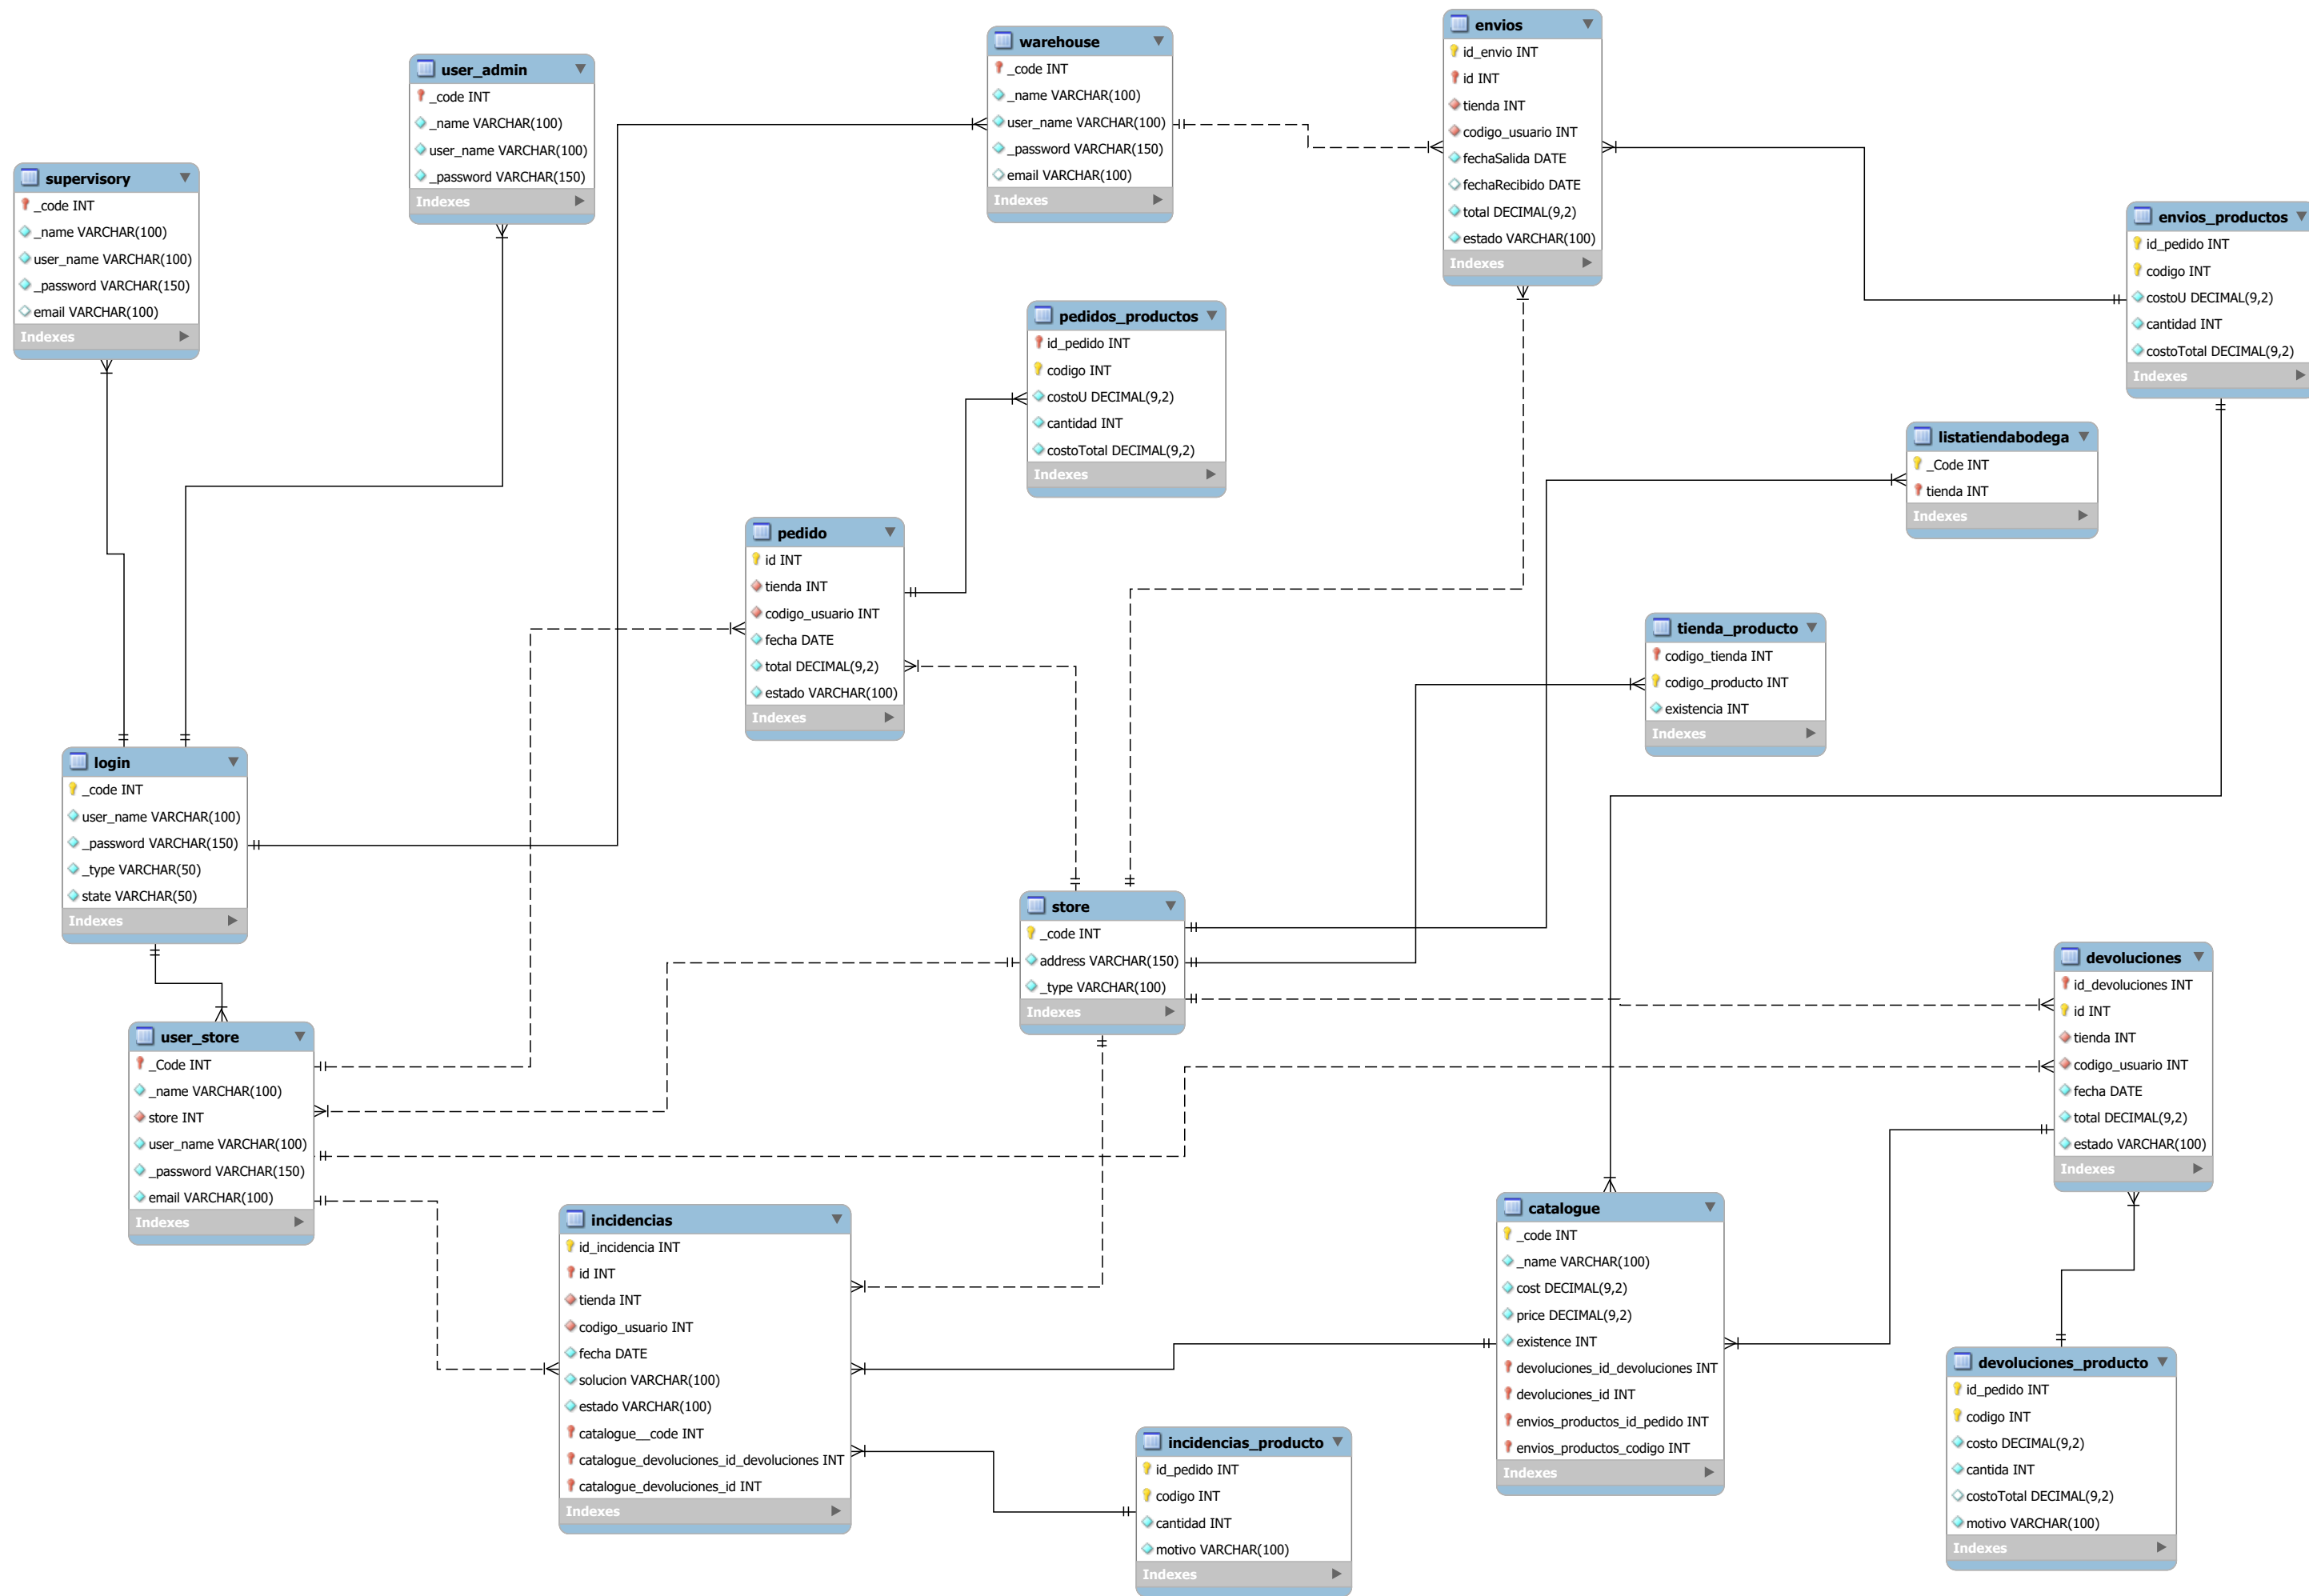 supervisory
_code INT
_name VARCHAR(100)
user_name VARCHAR(100)
_password VARCHAR(150)
email VARCHAR(100)
Indexes
user_admin
_code INT
_name VARCHAR(100)
user_name VARCHAR(100)
_password VARCHAR(150)
Indexes
warehouse
_code INT
_name VARCHAR(100)
user_name VARCHAR(100)
_password VARCHAR(150)
email VARCHAR(100)
Indexes
envios
id_envio INT
id INT
tienda INT
codigo_usuario INT
fechaSalida DATE
fechaRecibido DATE
total DECIMAL(9,2)
estado VARCHAR(100)
Indexes
envios_productos
id_pedido INT
codigo INT
costoU DECIMAL(9,2)
cantidad INT
costoTotal DECIMAL(9,2)
Indexes
pedidos_productos
id_pedido INT
codigo INT
costoU DECIMAL(9,2)
cantidad INT
costoTotal DECIMAL(9,2)
Indexes
listatiendabodega
_Code INT
tienda INT
Indexes
pedido
id INT
tienda INT
codigo_usuario INT
fecha DATE
total DECIMAL(9,2)
estado VARCHAR(100)
Indexes
tienda_producto
codigo_tienda INT
codigo_producto INT
existencia INT
Indexes
login
_code INT
user_name VARCHAR(100)
_password VARCHAR(150)
_type VARCHAR(50)
state VARCHAR(50)
Indexes
store
_code INT
address VARCHAR(150)
_type VARCHAR(100)
Indexes
devoluciones
id_devoluciones INT
id INT
tienda INT
codigo_usuario INT
fecha DATE
total DECIMAL(9,2)
estado VARCHAR(100)
Indexes
user_store
_Code INT
_name VARCHAR(100)
store INT
user_name VARCHAR(100)
_password VARCHAR(150)
email VARCHAR(100)
Indexes
incidencias
id_incidencia INT
id INT
tienda INT
codigo_usuario INT
fecha DATE
solucion VARCHAR(100)
estado VARCHAR(100)
catalogue__code INT
catalogue_devoluciones_id_devoluciones INT
catalogue_devoluciones_id INT
Indexes
catalogue
_code INT
_name VARCHAR(100)
cost DECIMAL(9,2)
price DECIMAL(9,2)
existence INT
devoluciones_id_devoluciones INT
devoluciones_id INT
envios_productos_id_pedido INT
envios_productos_codigo INT
Indexes
devoluciones_producto
id_pedido INT
codigo INT
costo DECIMAL(9,2)
cantida INT
costoTotal DECIMAL(9,2)
motivo VARCHAR(100)
Indexes
incidencias_producto
id_pedido INT
codigo INT
cantidad INT
motivo VARCHAR(100)
Indexes